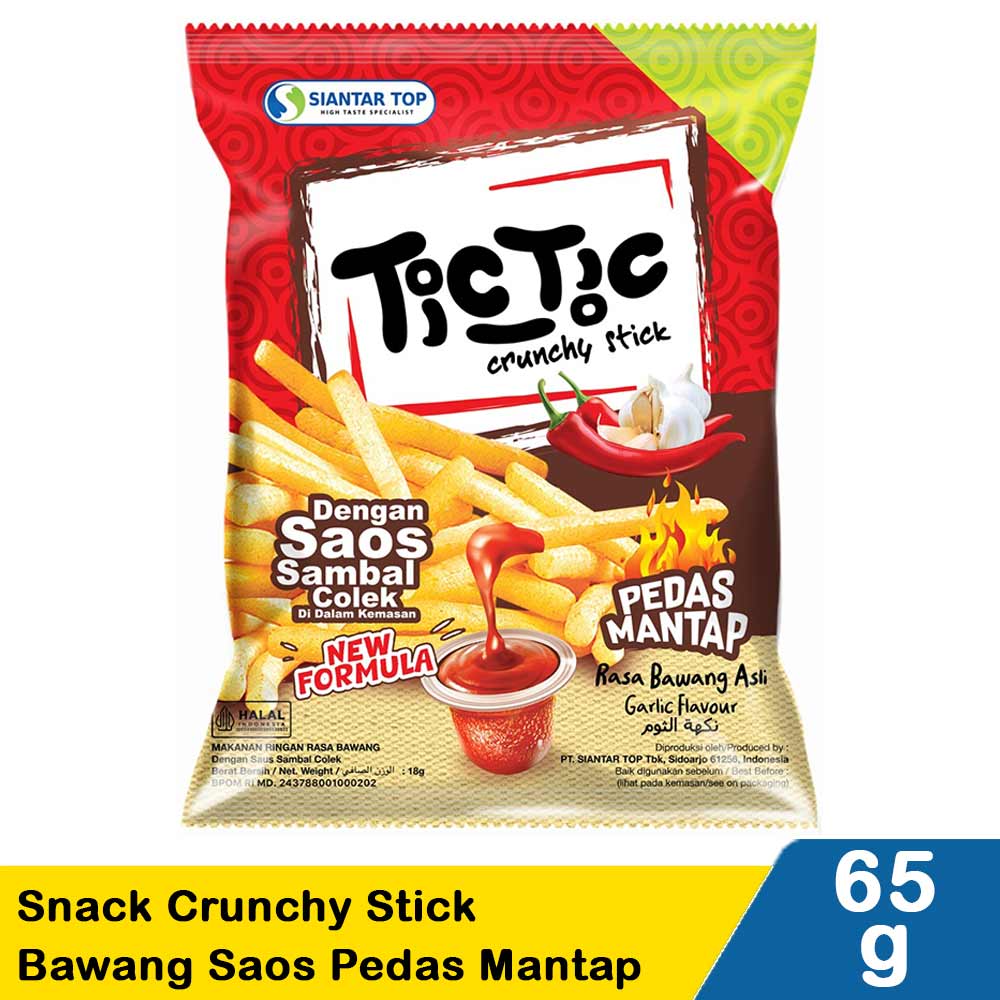 SIANTAR TOP
HIGH TASTE SPECIALIST
Tic Tic
crunchy stick
Dengan
Saos
Sambal
Colek
Di Dalam Kemasan
NEW
FORMULA
PEDAS
MANTAP
Rasa Bawang Asli
Garlic Flavour
نكهة الثوم
HALAL
INDONESIA
MAKANAN RINGAN RASA BAWANG
Dengan Saus Sambal Colek
Berat Bersih / Net. Weight / الوزن الصافي : 18g
BPOM RI MD. 243788001000202
Diproduksi oleh/Produced by :
PT. SIANTAR TOP Tbk, Sidoarjo 61256, Indonesia
Baik digunakan sebelum / Best Before :
(lihat pada kemasan/see on packaging)
Snack Crunchy Stick
Bawang Saos Pedas Mantap
65
g